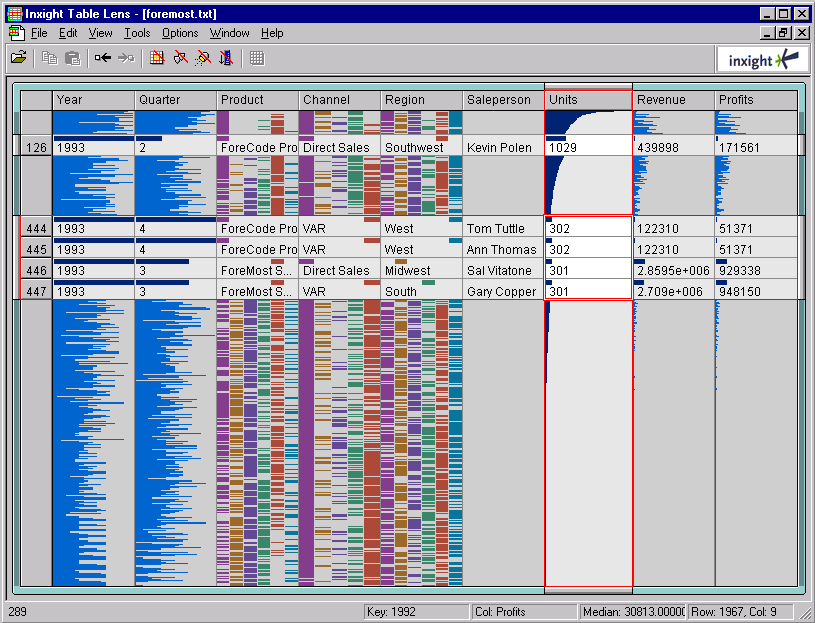 Inxight Table Lens - [foremost.txt]
File Edit View Tools Options Window Help
inxight
Year Quarter Product Channel Region Saleperson Units Revenue Profits
126 1993 2 ForeCode Pro Direct Sales Southwest Kevin Polen 1029 439898 171561
444 1993 4 ForeCode Pro VAR West Tom Tuttle 302 122310 51371
445 1993 4 ForeCode Pro VAR West Ann Thomas 302 122310 51371
446 1993 3 ForeMost S... Direct Sales Midwest Sal Vitatone 301 2.8595e+006 929338
447 1993 3 ForeMost S... VAR South Gary Copper 301 2.709e+006 948150
289 Key: 1992 Col: Profits Median: 30813.00000 Row: 1967, Col: 9